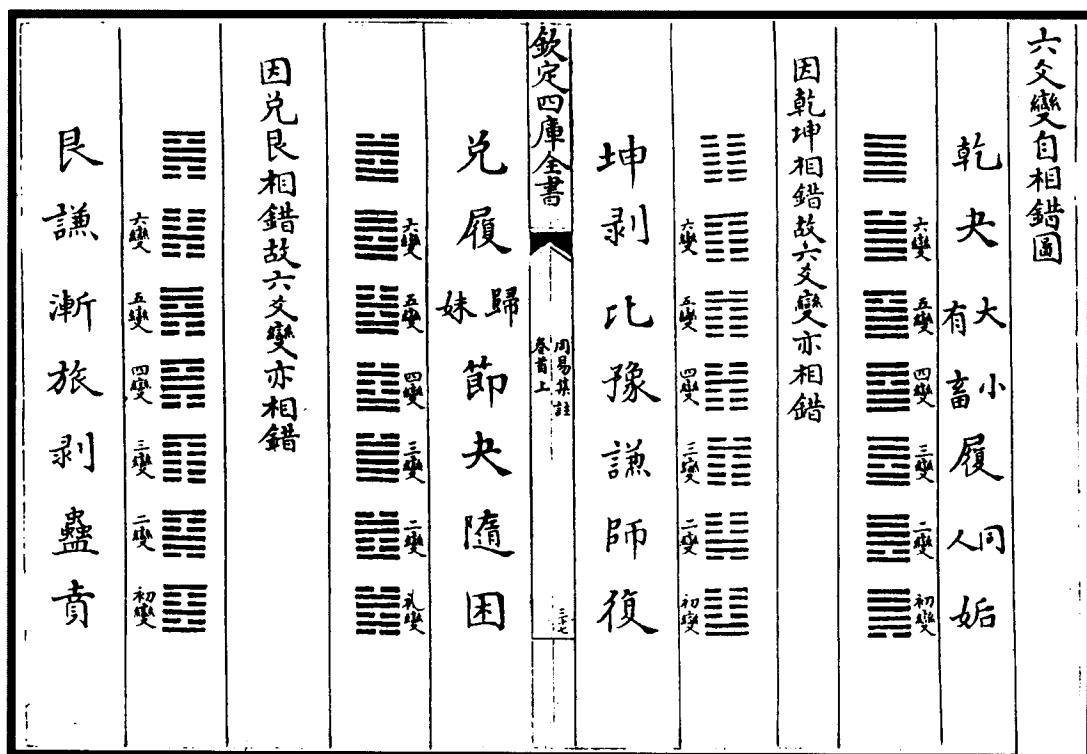 六爻變自相錯圖
乾 夬 大有 小畜 履 同人 姤
六變 五變 四變 三變 二變 初變
因乾坤相錯故六爻變亦相錯
六變 五變 四變 三變 二變 初變
坤 剥 比 豫 謙 師 復
欽定四庫全書
周易集註
卷首上
三十七
兌 履 歸妹 節 夬 隨 困
六變 五變 四變 三變 二變 初變
因兌艮相錯故六爻變亦相錯
六變 五變 四變 三變 二變 初變
艮 謙 漸 旅 剥 蠱 賁